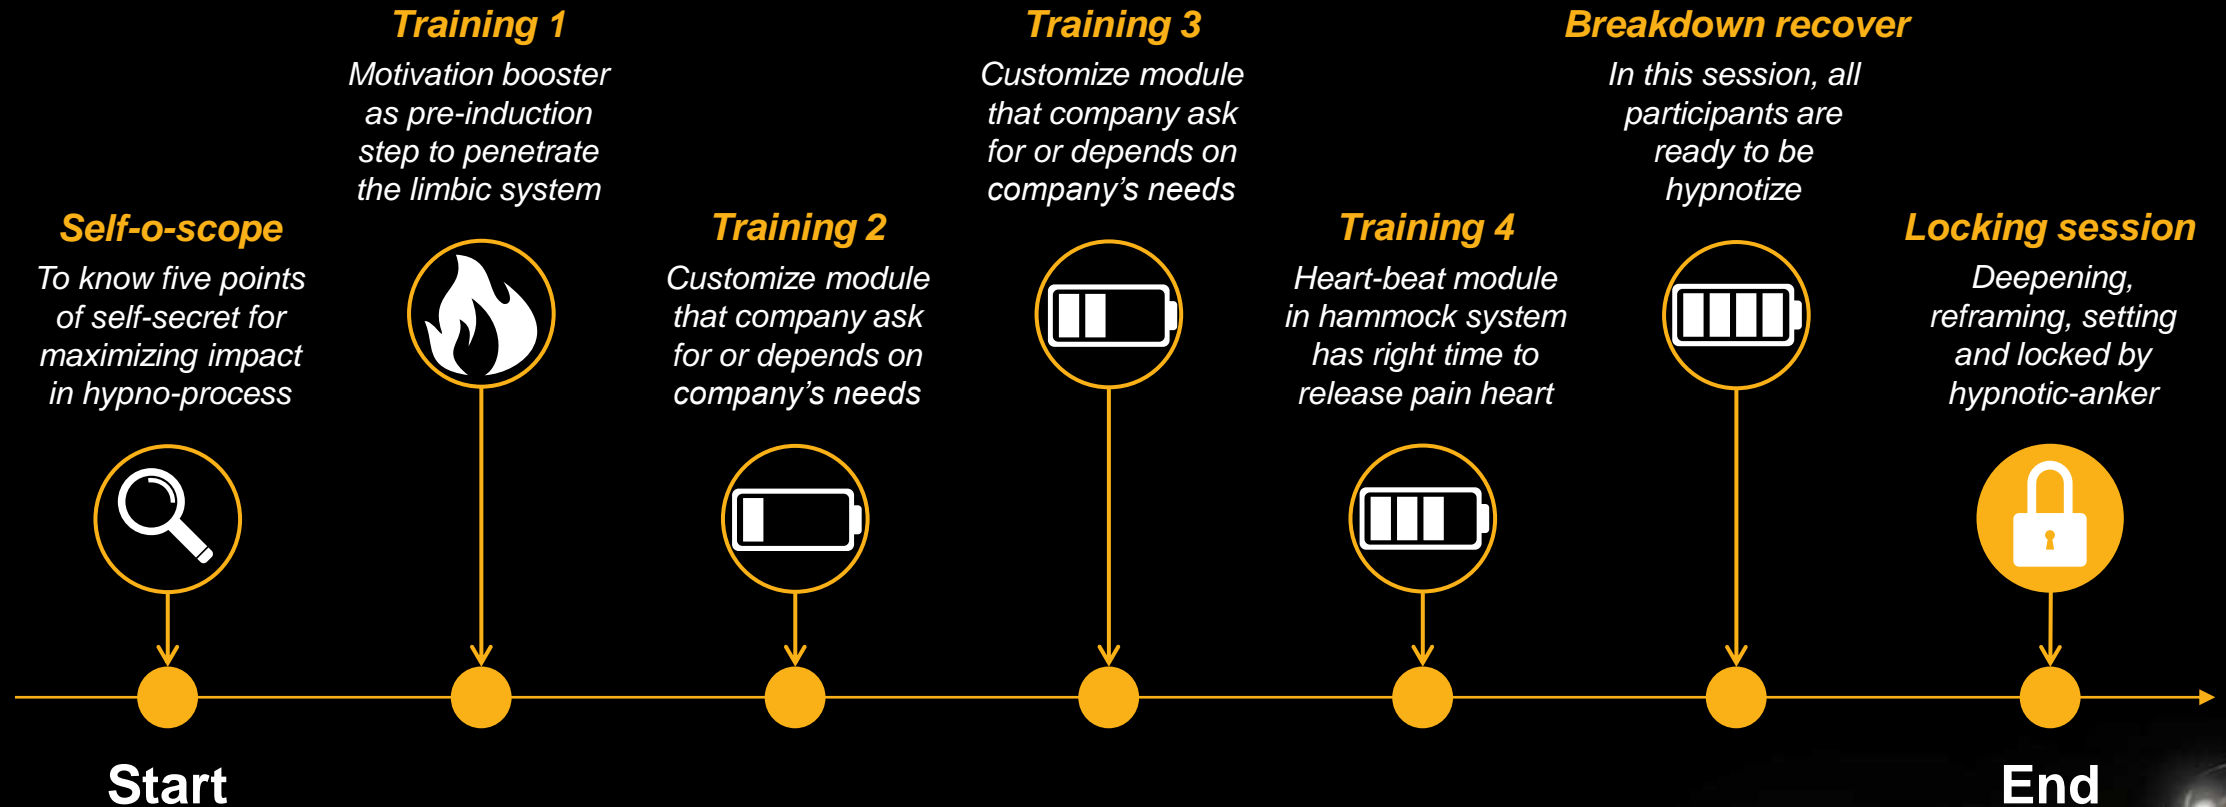 Self-o-scope
To know five points
of self-secret for
maximizing impact
in hypno-process
Training 1
Motivation booster
as pre-induction
step to penetrate
the limbic system
Training 2
Customize module
that company ask
for or depends on
company's needs
Training 3
Customize module
that company ask
for or depends on
company's needs
Training 4
Heart-beat module
in hammock system
has right time to
release pain heart
Breakdown recover
In this session, all
participants are
ready to be
hypnotize
Locking session
Deepening,
reframing, setting
and locked by
hypnotic-anker
Start
End